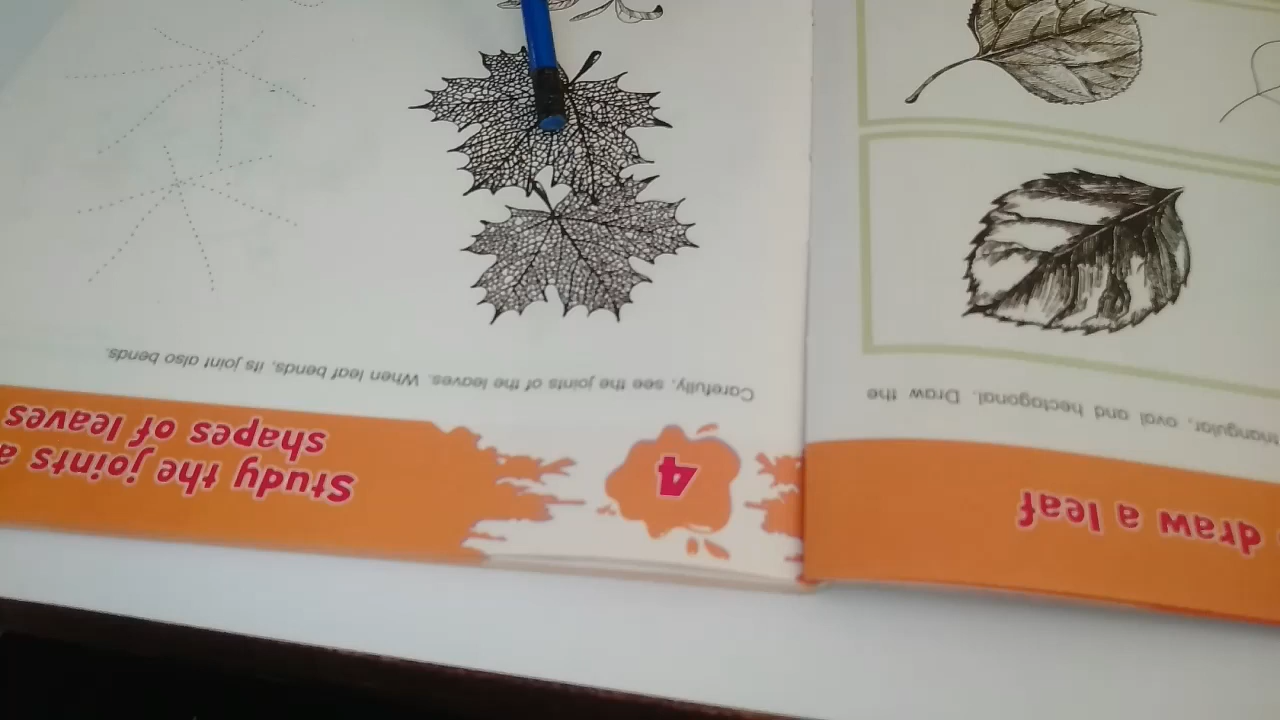 4
Study the joints a
shapes of leaves
Carefully, see the joints of the leaves. When leaf bends, its joint also bends.
draw a leaf
triangular, oval and hectagonal. Draw the